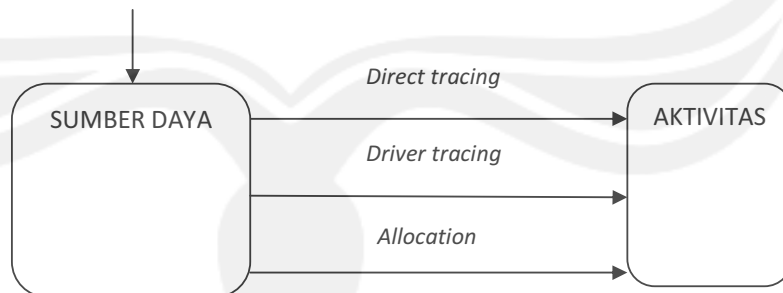 Direct tracing
SUMBER DAYA
AKTIVITAS
Driver tracing
Allocation